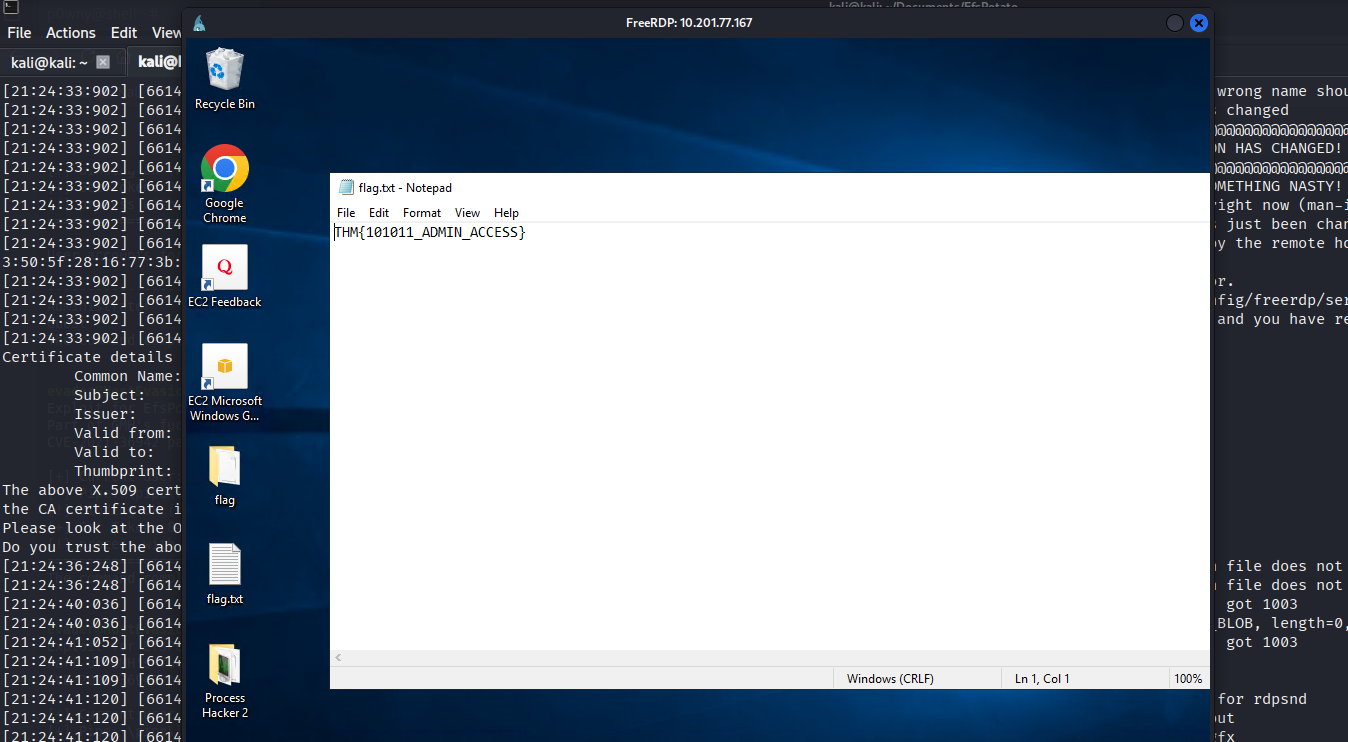 kali@kali: ~/Documents/EfsPotato
File Actions Edit View
FreeRDP: 10.201.77.167
kali@kali: ~
kali@
[21:24:33:902] [6614
wrong name shou
[21:24:33:902] [6614
changed
[21:24:33:902] [6614
[21:24:33:902] [6614
ON HAS CHANGED!
[21:24:33:902] [6614
[21:24:33:902] [6614
OMETHING NASTY!
[21:24:33:902] [6614
right now (man-i
[21:24:33:902] [6614
just been chan
[21:24:33:902] [6614
by the remote ho
3:50:5f:28:16:77:3b:
[21:24:33:902] [6614
or.
[21:24:33:902] [6614
nfig/freerdp/ser
[21:24:33:902] [6614
and you have re
[21:24:33:902] [6614
Certificate details
Common Name:
Subject:
Issuer:
Valid from:
Valid to:
Thumbprint:
The above X.509 cert
the CA certificate i
Please look at the O
Do you trust the abo
[21:24:36:248] [6614
file does not
[21:24:36:248] [6614
file does not
[21:24:40:036] [6614
got 1003
[21:24:40:036] [6614
_BLOB, length=0,
[21:24:41:052] [6614
got 1003
[21:24:41:109] [6614
[21:24:41:109] [6614
[21:24:41:120] [6614
for rdpsnd
[21:24:41:120] [6614
[21:24:41:120] [6614
Recycle Bin
Google
Chrome
EC2 Feedback
EC2 Microsoft
Windows G...
flag
flag.txt
Process
Hacker 2
flag.txt - Notepad
File Edit Format View Help
THM{101011_ADMIN_ACCESS}
Windows (CRLF)
Ln 1, Col 1
100%